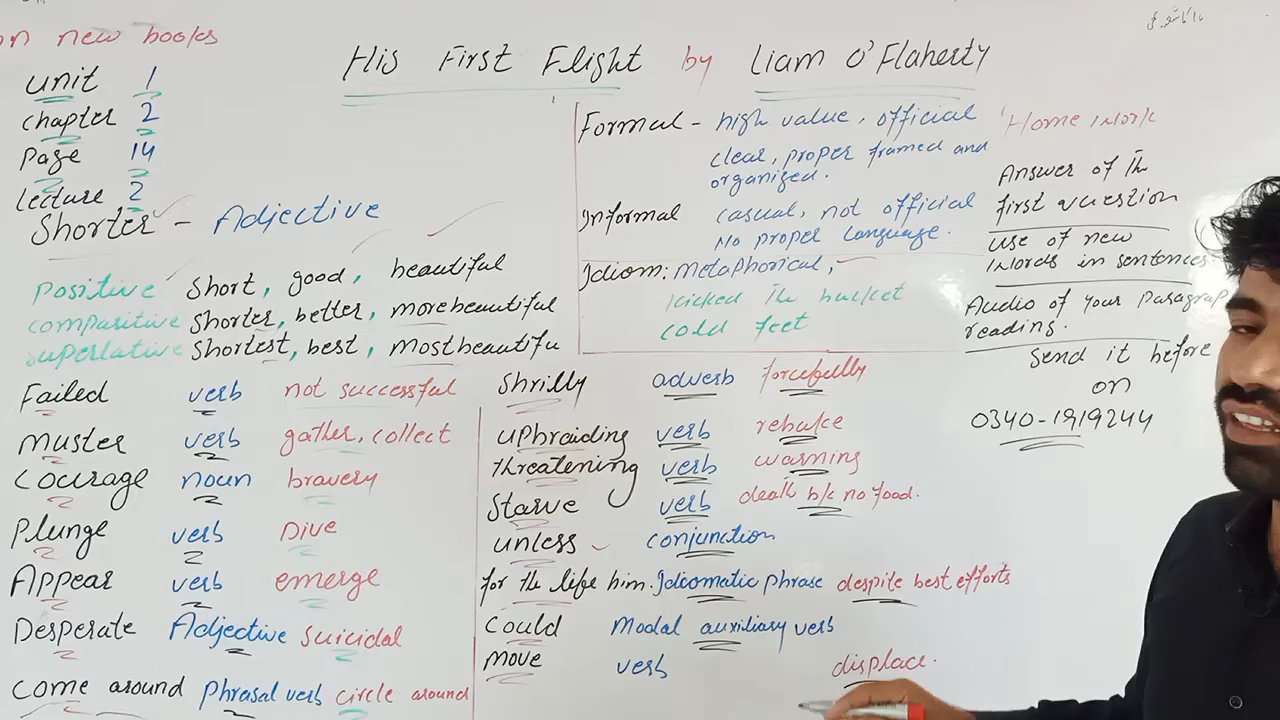 on new books
His First Flight by Liam O'Flaherty
unit 1
chapter 2
page 14
lecture 2
Shorter - Adjective
positive short, good, beautiful
comparitive shorter, better, more beautiful
superlative shortest, best, most beautiful
Failed verb not successful
muster verb gather, collect
courage noun bravery
Plunge verb Dive
Appear verb emerge
Desperate Adjective suicidal
come around phrasal verb circle around
Formal - high value, official
clear, proper framed and
organized.
Informal casual, not official
No proper language.
Idiom: metaphorical,
kicked the bucket
cold feet
Shrilly adverb forcefully
upbraiding verb rebuke
threatening verb warning
Starve verb death b/c no food.
unless conjunction
for the life him. Idiomatic phrase despite best efforts
Could Modal auxiliary verb
move verb displace.
Home work
Answer of the
first question
use of new
words in sentences
Audio of your paragrap
reading.
send it before
on
0340-1919244